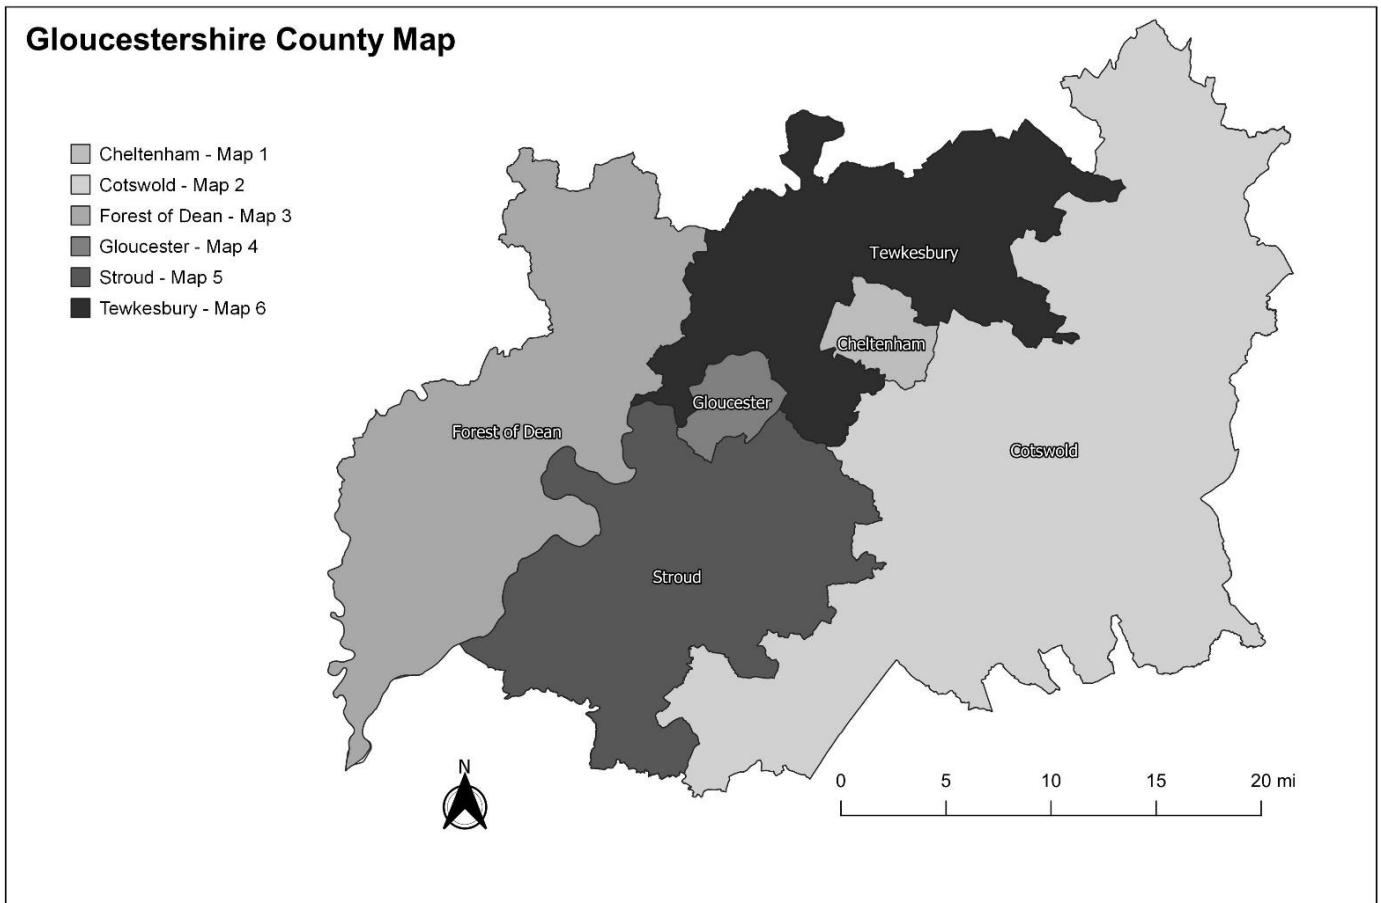 Gloucestershire County Map
Cheltenham - Map 1
Cotswold - Map 2
Forest of Dean - Map 3
Gloucester - Map 4
Stroud - Map 5
Tewkesbury - Map 6
Tewkesbury
Cheltenham
Gloucester
Forest of Dean
Cotswold
Stroud
N
0 5 10 15 20 mi